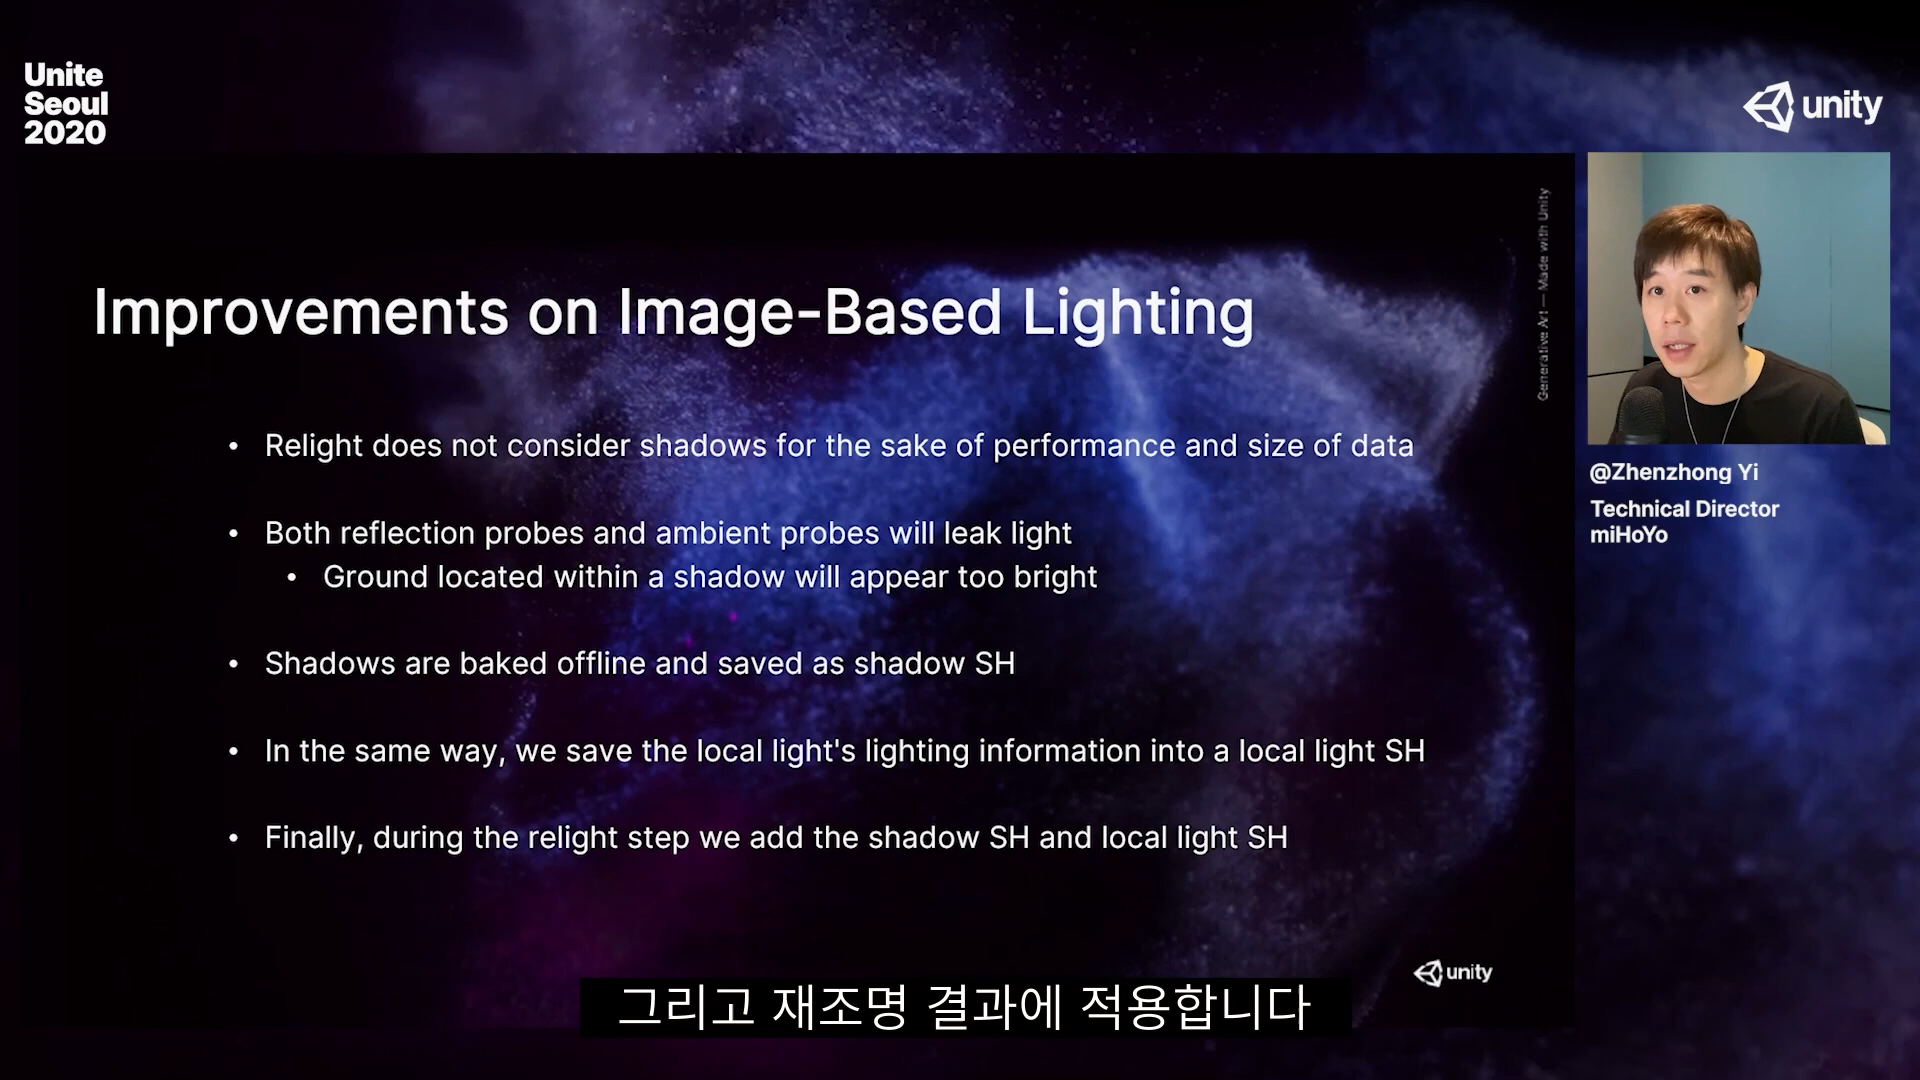 Unite
Seoul
2020
unity
Generative Art — Made with Unity
Improvements on Image-Based Lighting
• Relight does not consider shadows for the sake of performance and size of data
• Both reflection probes and ambient probes will leak light
• Ground located within a shadow will appear too bright
• Shadows are baked offline and saved as shadow SH
• In the same way, we save the local light's lighting information into a local light SH
• Finally, during the relight step we add the shadow SH and local light SH
unity
@Zhenzhong Yi
Technical Director
miHoYo
그리고 재조명 결과에 적용합니다